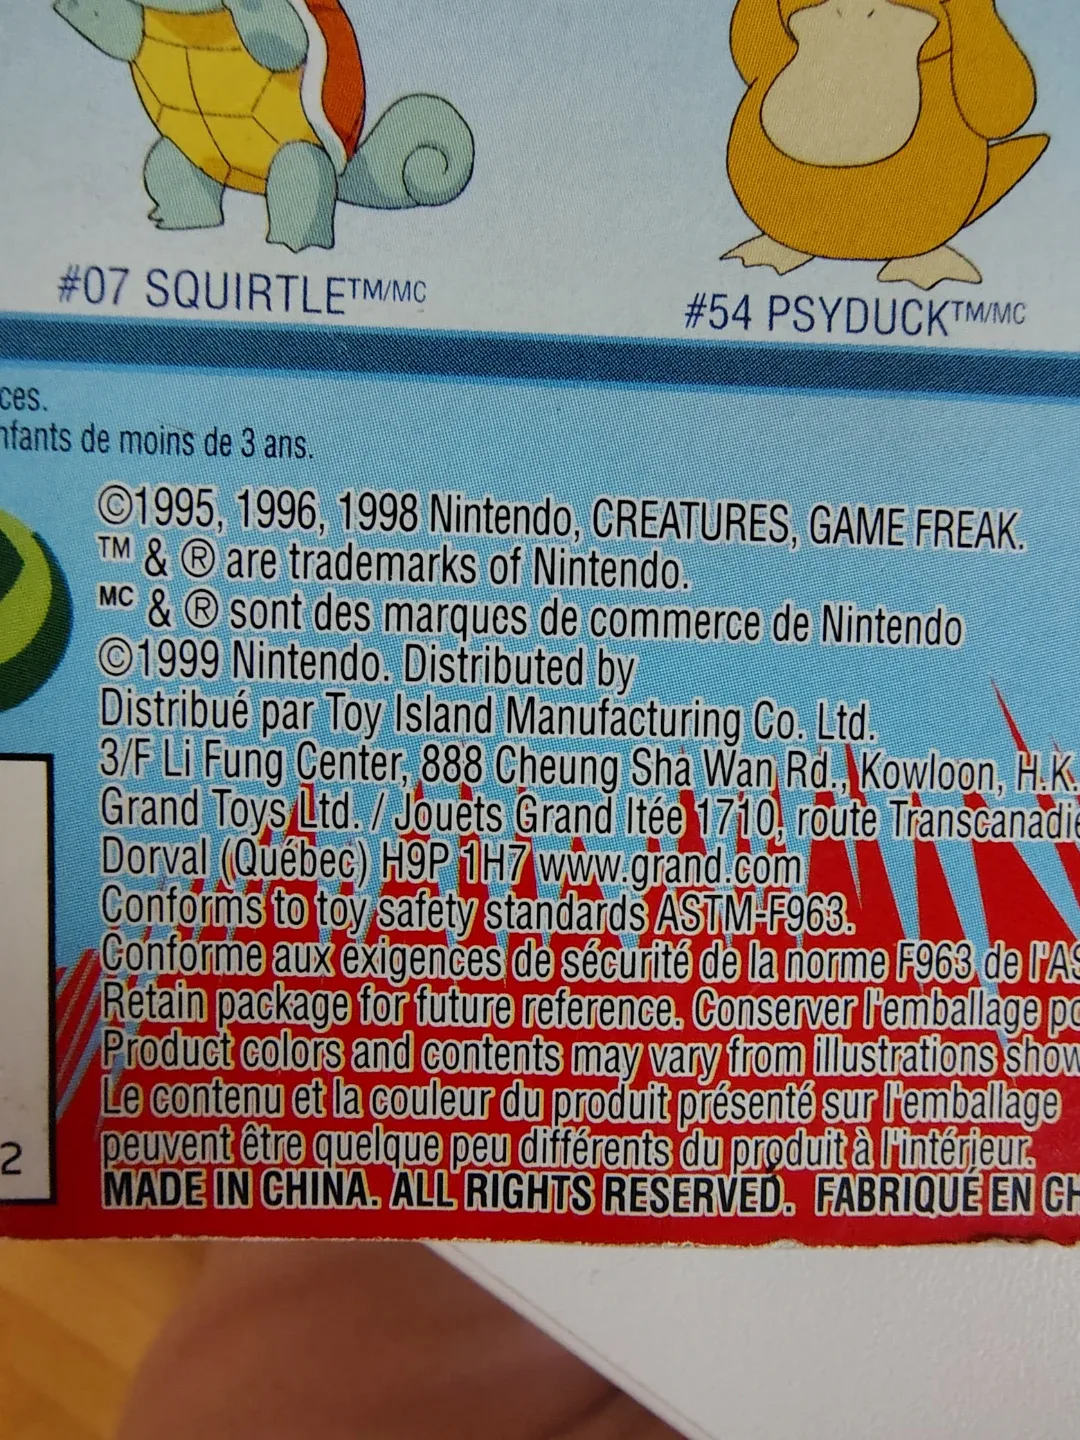 #07 SQUIRTLE™/MC
#54 PSYDUCK™/MC
ces.
nfants de moins de 3 ans.
©1995, 1996, 1998 Nintendo, CREATURES, GAME FREAK.
TM & ® are trademarks of Nintendo.
MC & ® sont des marques de commerce de Nintendo
©1999 Nintendo. Distributed by
Distribué par Toy Island Manufacturing Co. Ltd.
3/F Li Fung Center, 888 Cheung Sha Wan Rd., Kowloon, H.K.
Grand Toys Ltd. / Jouets Grand ltée 1710, route Transcanadie
Dorval (Québec) H9P 1H7 www.grand.com
Conforms to toy safety standards ASTM-F963.
Conforme aux exigences de sécurité de la norme F963 de l'AS
Retain package for future reference. Conserver l'emballage po
Product colors and contents may vary from illustrations show
Le contenu et la couleur du produit présenté sur l'emballage
peuvent être quelque peu différents du produit à l'intérieur.
2
MADE IN CHINA. ALL RIGHTS RESERVED. FABRIQUÉ EN CH